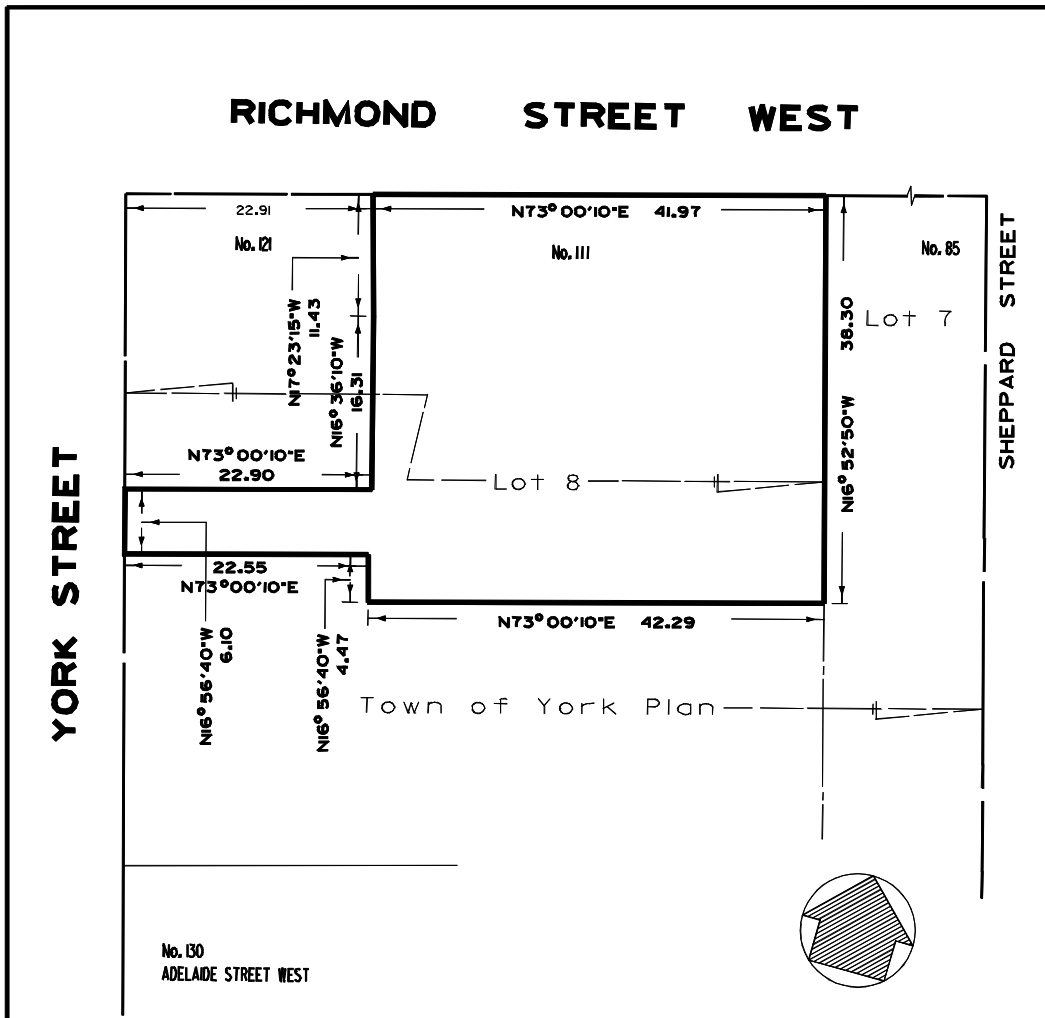 RICHMOND STREET WEST
22.91
N73°00'10"E 41.97
No. 121
No. 111
No. 85
SHEPPARD STREET
N17°23'15"W
11.43
38.30
Lot 7
N16°36'10"W
16.31
N73°00'10"E
22.90
N16°52'50"W
Lot 8
YORK STREET
22.55
N73°00'10"E
N73°00'10"E 42.29
N16°56'40"W
6.10
N16°56'40"W
4.47
Town of York Plan
No. 130
ADELAIDE STREET WEST